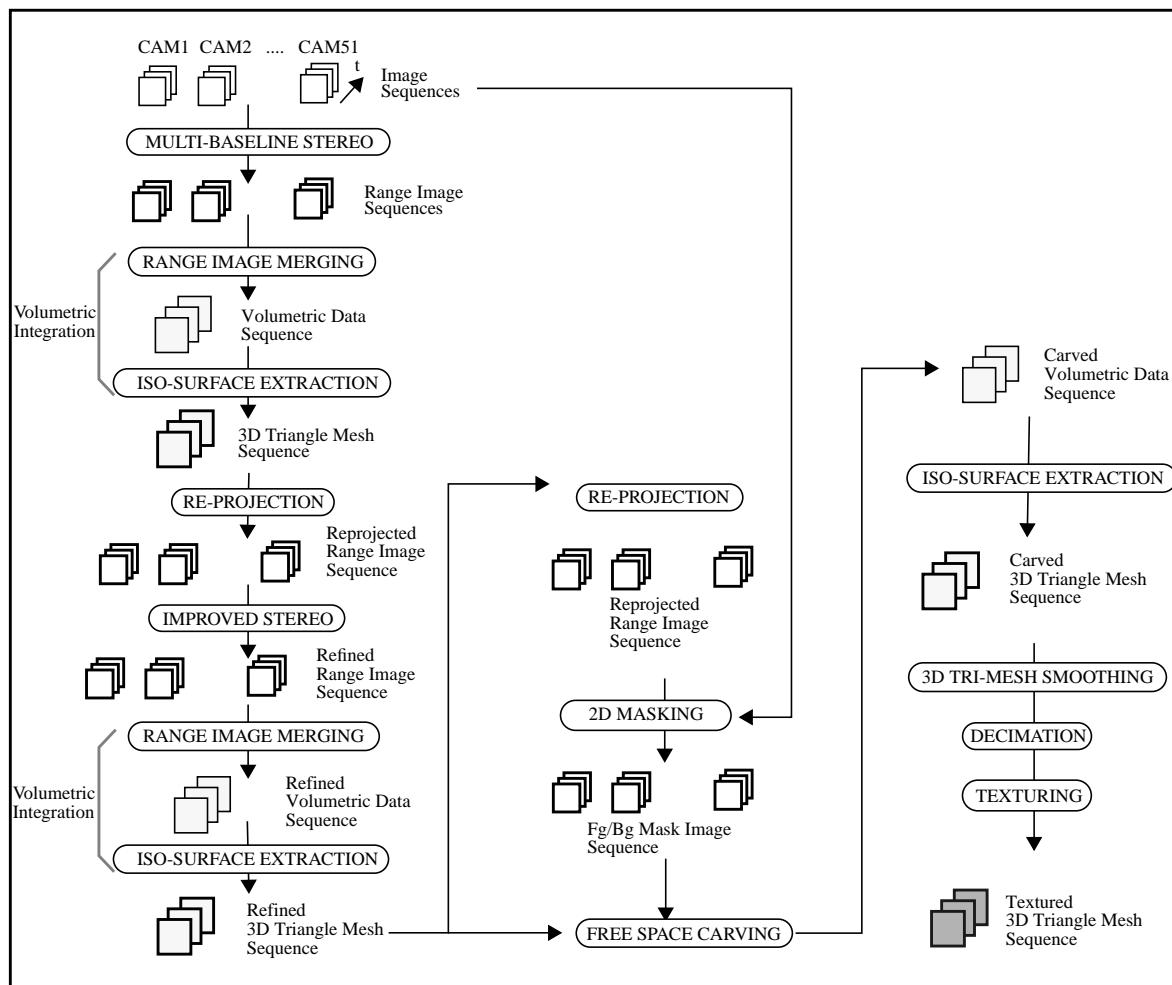 CAM1 CAM2 .... CAM51
t
Image
Sequences
MULTI-BASELINE STEREO
Range Image
Sequences
RANGE IMAGE MERGING
Volumetric
Integration
Volumetric Data
Sequence
ISO-SURFACE EXTRACTION
3D Triangle Mesh
Sequence
RE-PROJECTION
Reprojected
Range Image
Sequence
IMPROVED STEREO
Refined
Range Image
Sequence
RANGE IMAGE MERGING
Volumetric
Integration
Refined
Volumetric Data
Sequence
ISO-SURFACE EXTRACTION
Refined
3D Triangle Mesh
Sequence
RE-PROJECTION
Reprojected
Range Image
Sequence
2D MASKING
Fg/Bg Mask Image
Sequence
FREE SPACE CARVING
Carved
Volumetric Data
Sequence
ISO-SURFACE EXTRACTION
Carved
3D Triangle Mesh
Sequence
3D TRI-MESH SMOOTHING
DECIMATION
TEXTURING
Textured
3D Triangle Mesh
Sequence